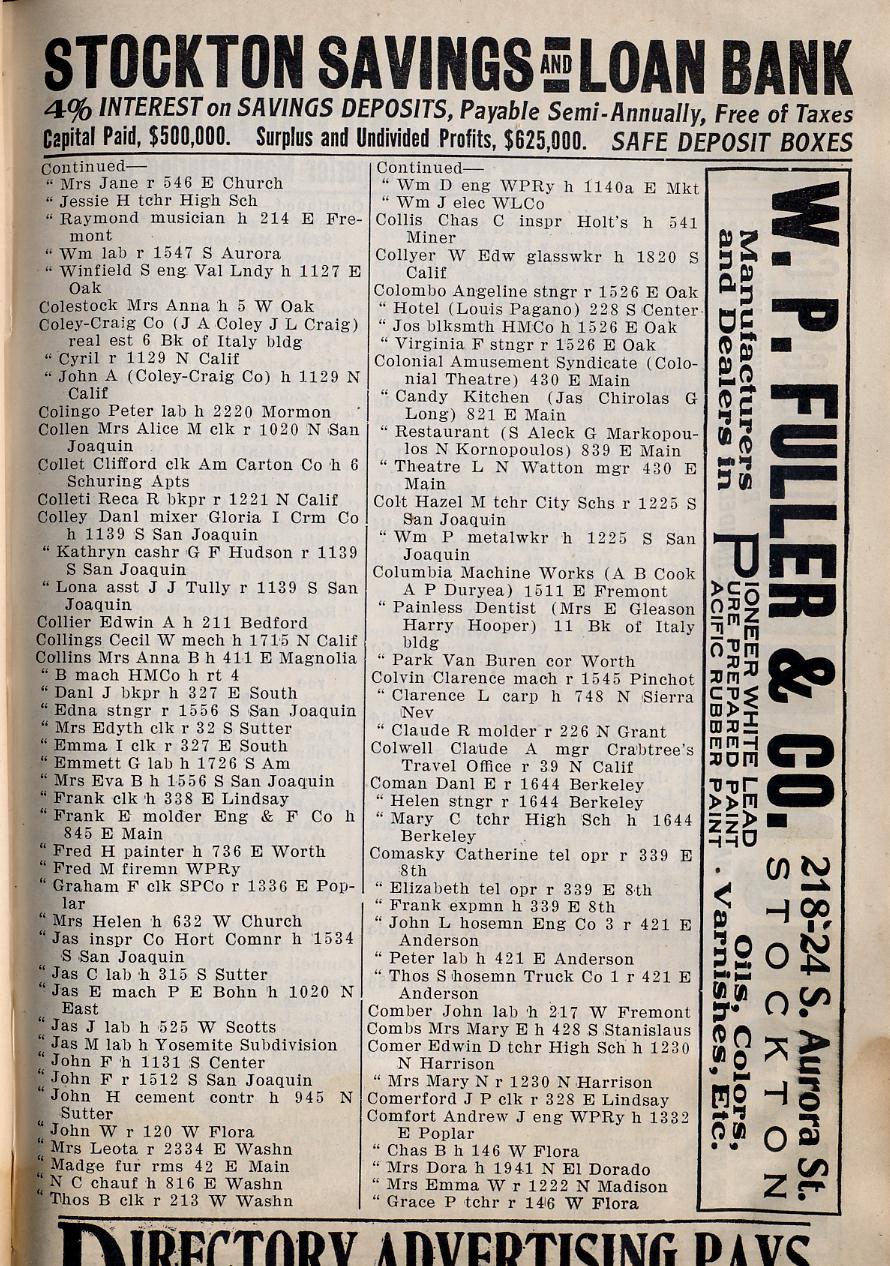 STOCKTON SAVINGS AND LOAN BANK
4% INTEREST on SAVINGS DEPOSITS, Payable Semi-Annually, Free of Taxes
Capital Paid, $500,000. Surplus and Undivided Profits, $625,000. SAFE DEPOSIT BOXES
Continued—
" Mrs Jane r 546 E Church
" Jessie H tchr High Sch
" Raymond musician h 214 E Fre-
mont
" Wm lab r 1547 S Aurora
" Winfield S eng Val Lndy h 1127 E
Oak
Colestock Mrs Anna h 5 W Oak
Coley-Craig Co (J A Coley J L Craig)
real est 6 Bk of Italy bldg
" Cyril r 1129 N Calif
" John A (Coley-Craig Co) h 1129 N
Calif
Colingo Peter lab h 2220 Mormon
Collen Mrs Alice M clk r 1020 N San
Joaquin
Collet Clifford clk Am Carton Co h 6
Schuring Apts
Colleti Reca R bkpr r 1221 N Calif
Colley Danl mixer Gloria I Crm Co
h 1139 S San Joaquin
" Kathryn cashr G F Hudson r 1139
S San Joaquin
" Lona asst J J Tully r 1139 S San
Joaquin
Collier Edwin A h 211 Bedford
Collings Cecil W mech h 1715 N Calif
Collins Mrs Anna B h 411 E Magnolia
" B mach HMCo h rt 4
" Danl J bkpr h 327 E South
" Edna stngr r 1556 S San Joaquin
" Mrs Edyth clk r 32 S Sutter
" Emma I clk r 327 E South
" Emmett G lab h 1726 S Am
" Mrs Eva B h 1556 S San Joaquin
" Frank clk h 338 E Lindsay
" Frank E molder Eng & F Co h
845 E Main
" Fred H painter h 736 E Worth
" Fred M firemn WPRy
" Graham F clk SPCo r 1336 E Pop-
lar
" Mrs Helen h 632 W Church
" Jas inspr Co Hort Comnr h 1534
S San Joaquin
" Jas C lab h 315 S Sutter
" Jas E mach P E Bohn h 1020 N
East
" Jas J lab h 525 W Scotts
" Jas M lab h Yosemite Subdivision
" John F h 1131 S Center
" John F r 1512 S San Joaquin
" John H cement contr h 945 N
Sutter
" John W r 120 W Flora
" Mrs Leota r 2334 E Washn
" Madge fur rms 42 E Main
" N C chauf h 816 E Washn
" Thos B clk r 213 W Washn
Continued—
" Wm D eng WPRy h 1140a E Mkt
" Wm J elec WLCo
Collis Chas C inspr Holt's h 541
Miner
Collyer W Edw glasswkr h 1820 S
Calif
Colombo Angeline stngr r 1526 E Oak
" Hotel (Louis Pagano) 228 S Center
" Jos blksmth HMCo h 1526 E Oak
" Virginia F stngr r 1526 E Oak
Colonial Amusement Syndicate (Colo-
nial Theatre) 430 E Main
" Candy Kitchen (Jas Chirolas G
Long) 821 E Main
" Restaurant (S Aleck G Markopou-
los N Kornopoulos) 839 E Main
" Theatre L N Watton mgr 430 E
Main
Colt Hazel M tchr City Schs r 1225 S
San Joaquin
" Wm P metalwkr h 1225 S San
Joaquin
Columbia Machine Works (A B Cook
A P Duryea) 1511 E Fremont
" Painless Dentist (Mrs E Gleason
Harry Hooper) 11 Bk of Italy
bldg
" Park Van Buren cor Worth
Colvin Clarence mach r 1545 Pinchot
" Clarence L carp h 748 N Sierra
Nev
" Claude R molder r 226 N Grant
Colwell Claude A mgr Crabtree's
Travel Office r 39 N Calif
Coman Danl E r 1644 Berkeley
" Helen stngr r 1644 Berkeley
" Mary C tchr High Sch h 1644
Berkeley
Comasky Catherine tel opr r 339 E
8th
" Elizabeth tel opr r 339 E 8th
" Frank expmn h 339 E 8th
" John L hosemn Eng Co 3 r 421 E
Anderson
" Peter lab h 421 E Anderson
" Thos S hosemn Truck Co 1 r 421 E
Anderson
Comber John lab h 217 W Fremont
Combs Mrs Mary E h 428 S Stanislaus
Comer Edwin D tchr High Sch h 1230
N Harrison
" Mrs Mary N r 1230 N Harrison
Comerford J P clk r 328 E Lindsay
Comfort Andrew J eng WPRy h 1332
E Poplar
" Chas B h 146 W Flora
" Mrs Dora h 1941 N El Dorado
" Mrs Emma W r 1222 N Madison
" Grace P tchr r 146 W Flora
W. P. FULLER & CO. 218-24 S. Aurora St.
STOCKTON
Manufacturers
and Dealers in
PIONEER WHITE LEAD
PURE PREPARED PAINT
PACIFIC RUBBER PAINT
Oils, Colors,
Varnishes, Etc.
DIRECTORY ADVERTISING PAYS